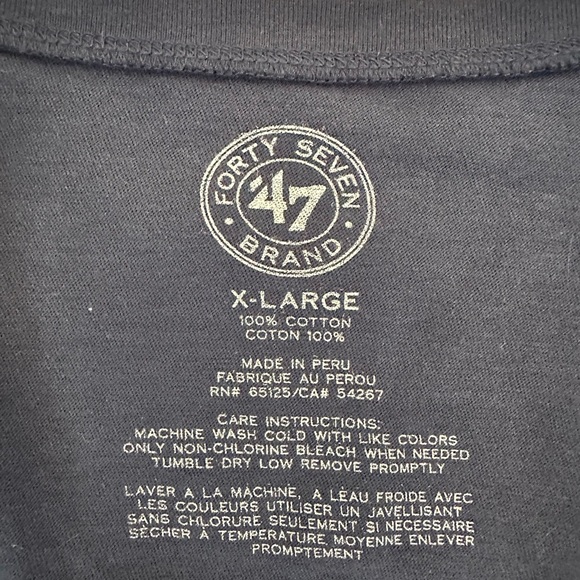 FORTY SEVEN
'47
BRAND
X-LARGE
100% COTTON
COTON 100%
MADE IN PERU
FABRIQUE AU PEROU
RN# 65125/CA# 54267
CARE INSTRUCTIONS:
MACHINE WASH COLD WITH LIKE COLORS
ONLY NON-CHLORINE BLEACH WHEN NEEDED
TUMBLE DRY LOW REMOVE PROMPTLY
LAVER A LA MACHINE, A LÉAU FROIDE AVEC
LES COULEURS UTILISER UN JAVELLISANT
SANS CHLORURE SEULEMENT SI NÉCESSAIRE
SÉCHER À TEMPERATURE MOYENNE ENLEVER
PROMPTEMENT